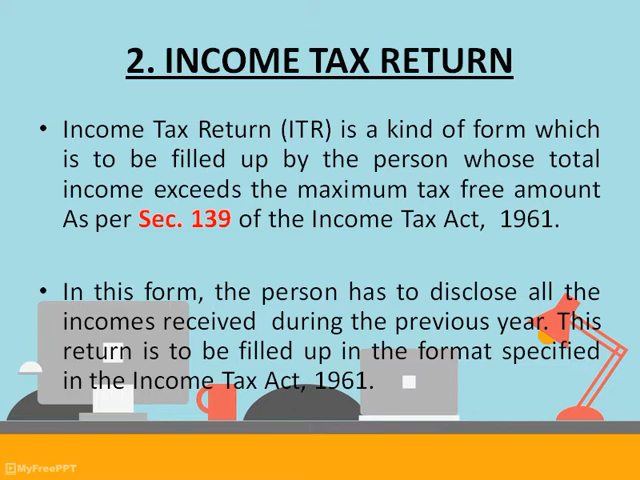 2. INCOME TAX RETURN
• Income Tax Return (ITR) is a kind of form which
is to be filled up by the person whose total
income exceeds the maximum tax free amount
As per Sec. 139 of the Income Tax Act, 1961.
• In this form, the person has to disclose all the
incomes received during the previous year. This
return is to be filled up in the format specified
in the Income Tax Act, 1961.
MyFreePPT